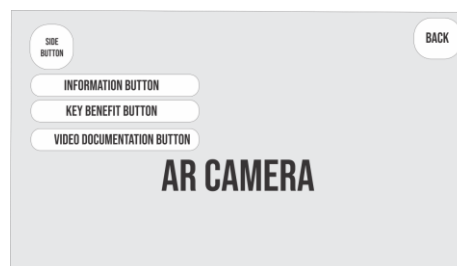 SIDE
BUTTON
BACK
INFORMATION BUTTON
KEY BENEFIT BUTTON
VIDEO DOCUMENTATION BUTTON
AR CAMERA